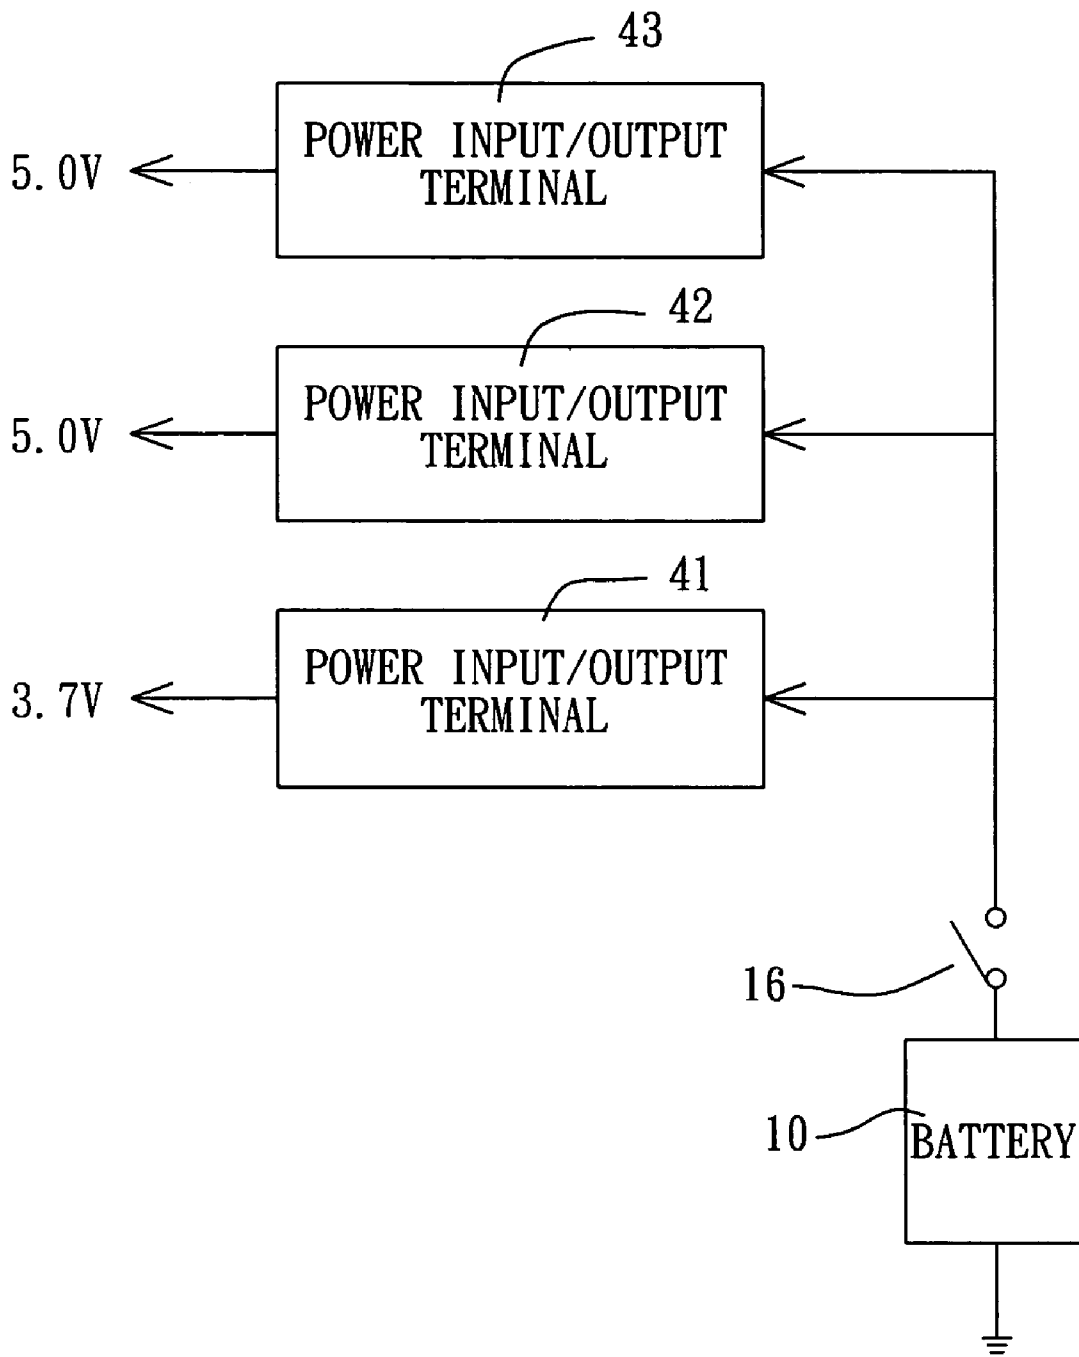 43
POWER INPUT/OUTPUT
TERMINAL
5.0V
42
POWER INPUT/OUTPUT
TERMINAL
5.0V
41
POWER INPUT/OUTPUT
TERMINAL
3.7V
16
10
BATTERY